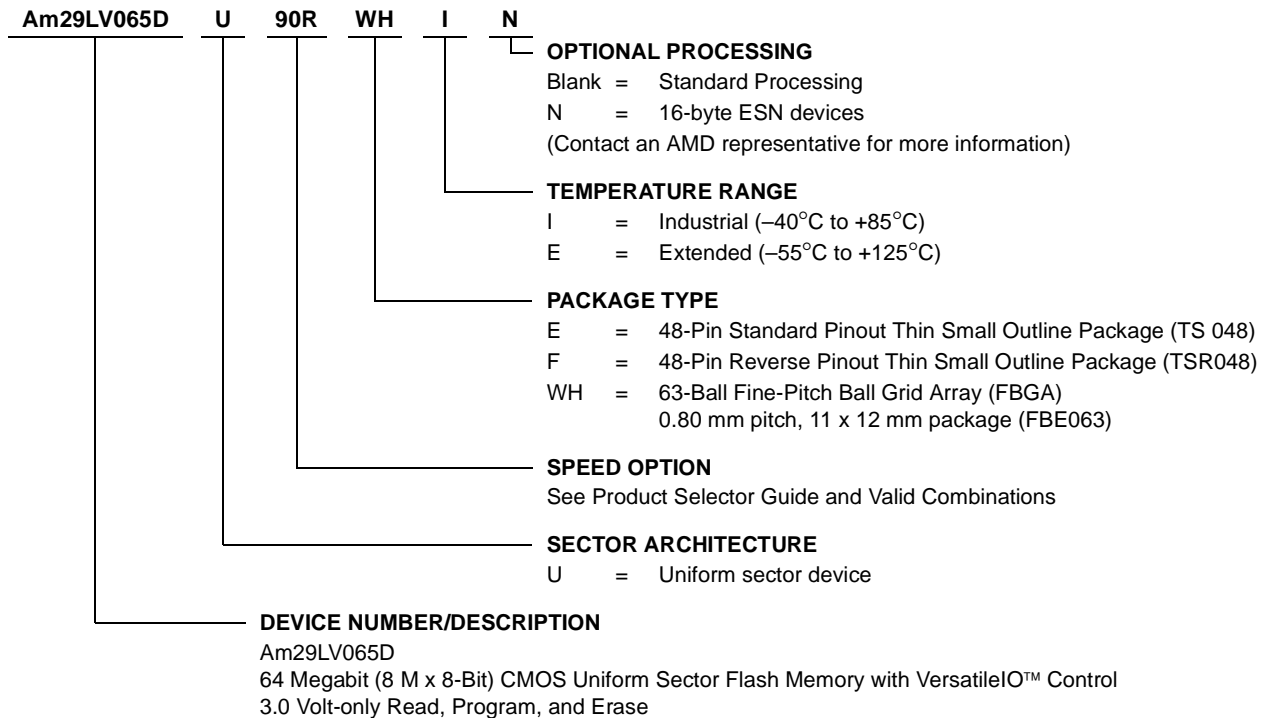 Am29LV065D U 90R WH I N
OPTIONAL PROCESSING
Blank = Standard Processing
N = 16-byte ESN devices
(Contact an AMD representative for more information)
TEMPERATURE RANGE
I = Industrial (–40°C to +85°C)
E = Extended (–55°C to +125°C)
PACKAGE TYPE
E = 48-Pin Standard Pinout Thin Small Outline Package (TS 048)
F = 48-Pin Reverse Pinout Thin Small Outline Package (TSR048)
WH = 63-Ball Fine-Pitch Ball Grid Array (FBGA)
0.80 mm pitch, 11 x 12 mm package (FBE063)
SPEED OPTION
See Product Selector Guide and Valid Combinations
SECTOR ARCHITECTURE
U = Uniform sector device
DEVICE NUMBER/DESCRIPTION
Am29LV065D
64 Megabit (8 M x 8-Bit) CMOS Uniform Sector Flash Memory with VersatileIO™ Control
3.0 Volt-only Read, Program, and Erase